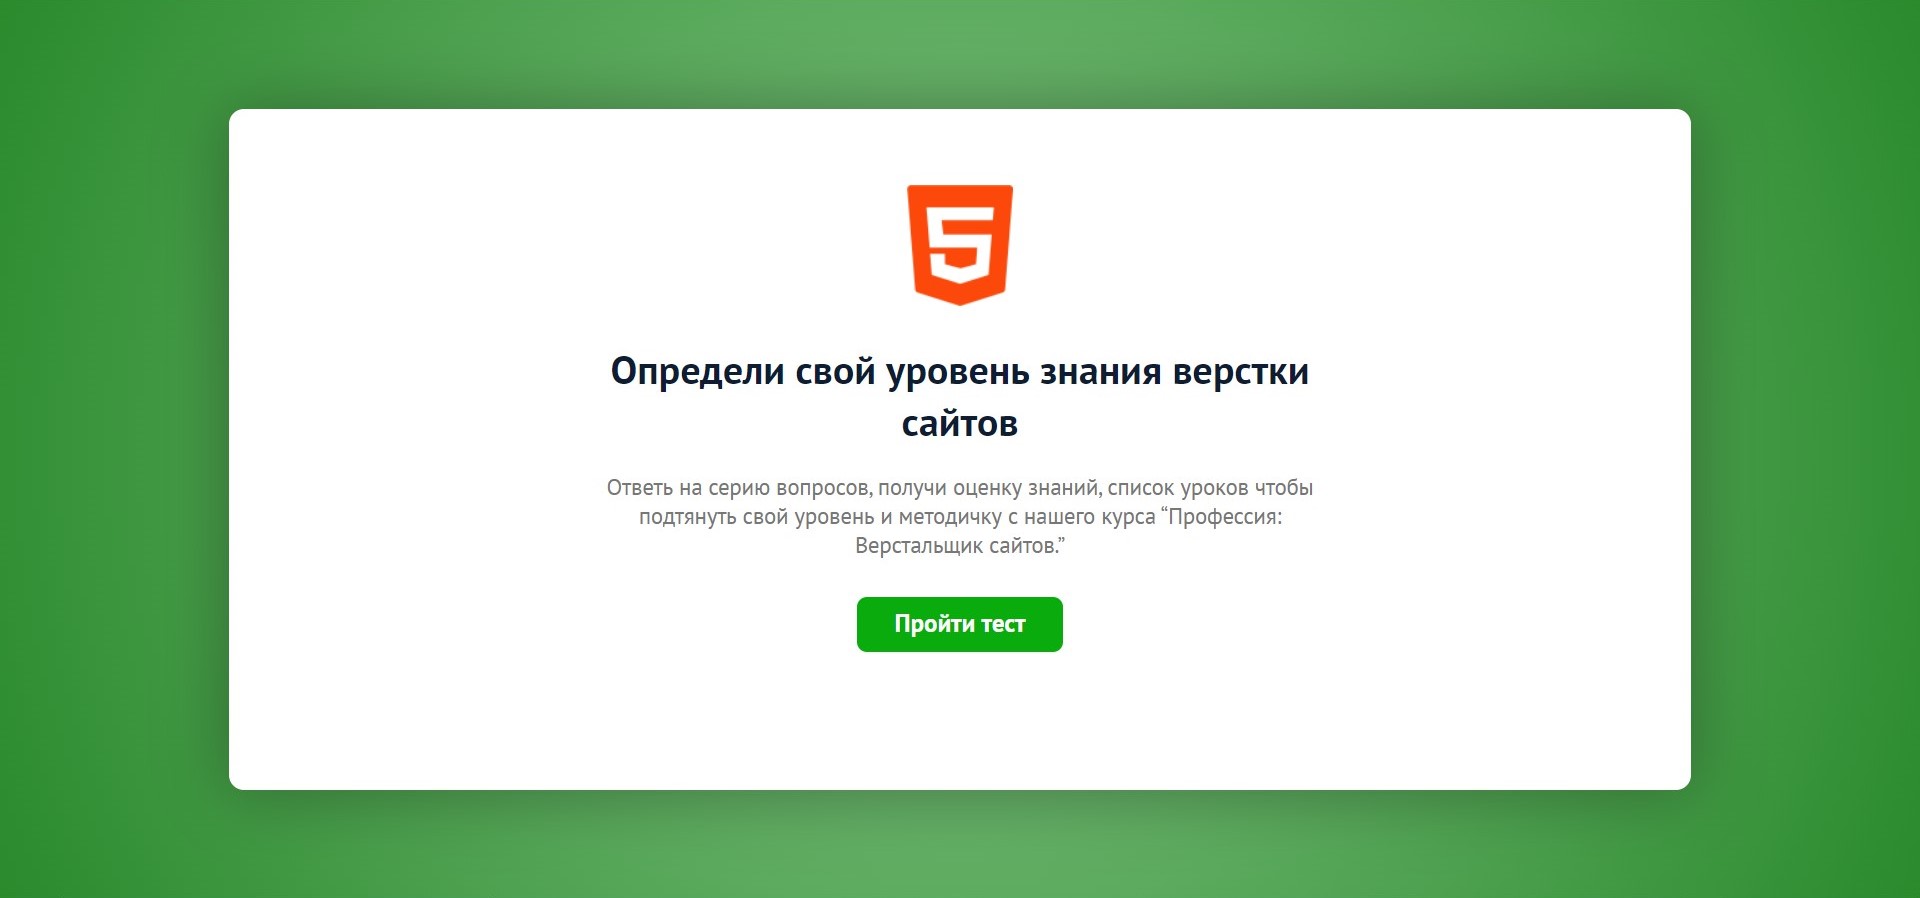 5
Определи свой уровень знания верстки
сайтов
Ответь на серию вопросов, получи оценку знаний, список уроков чтобы
подтянуть свой уровень и методичку с нашего курса “Профессия:
Верстальщик сайтов.”
Пройти тест